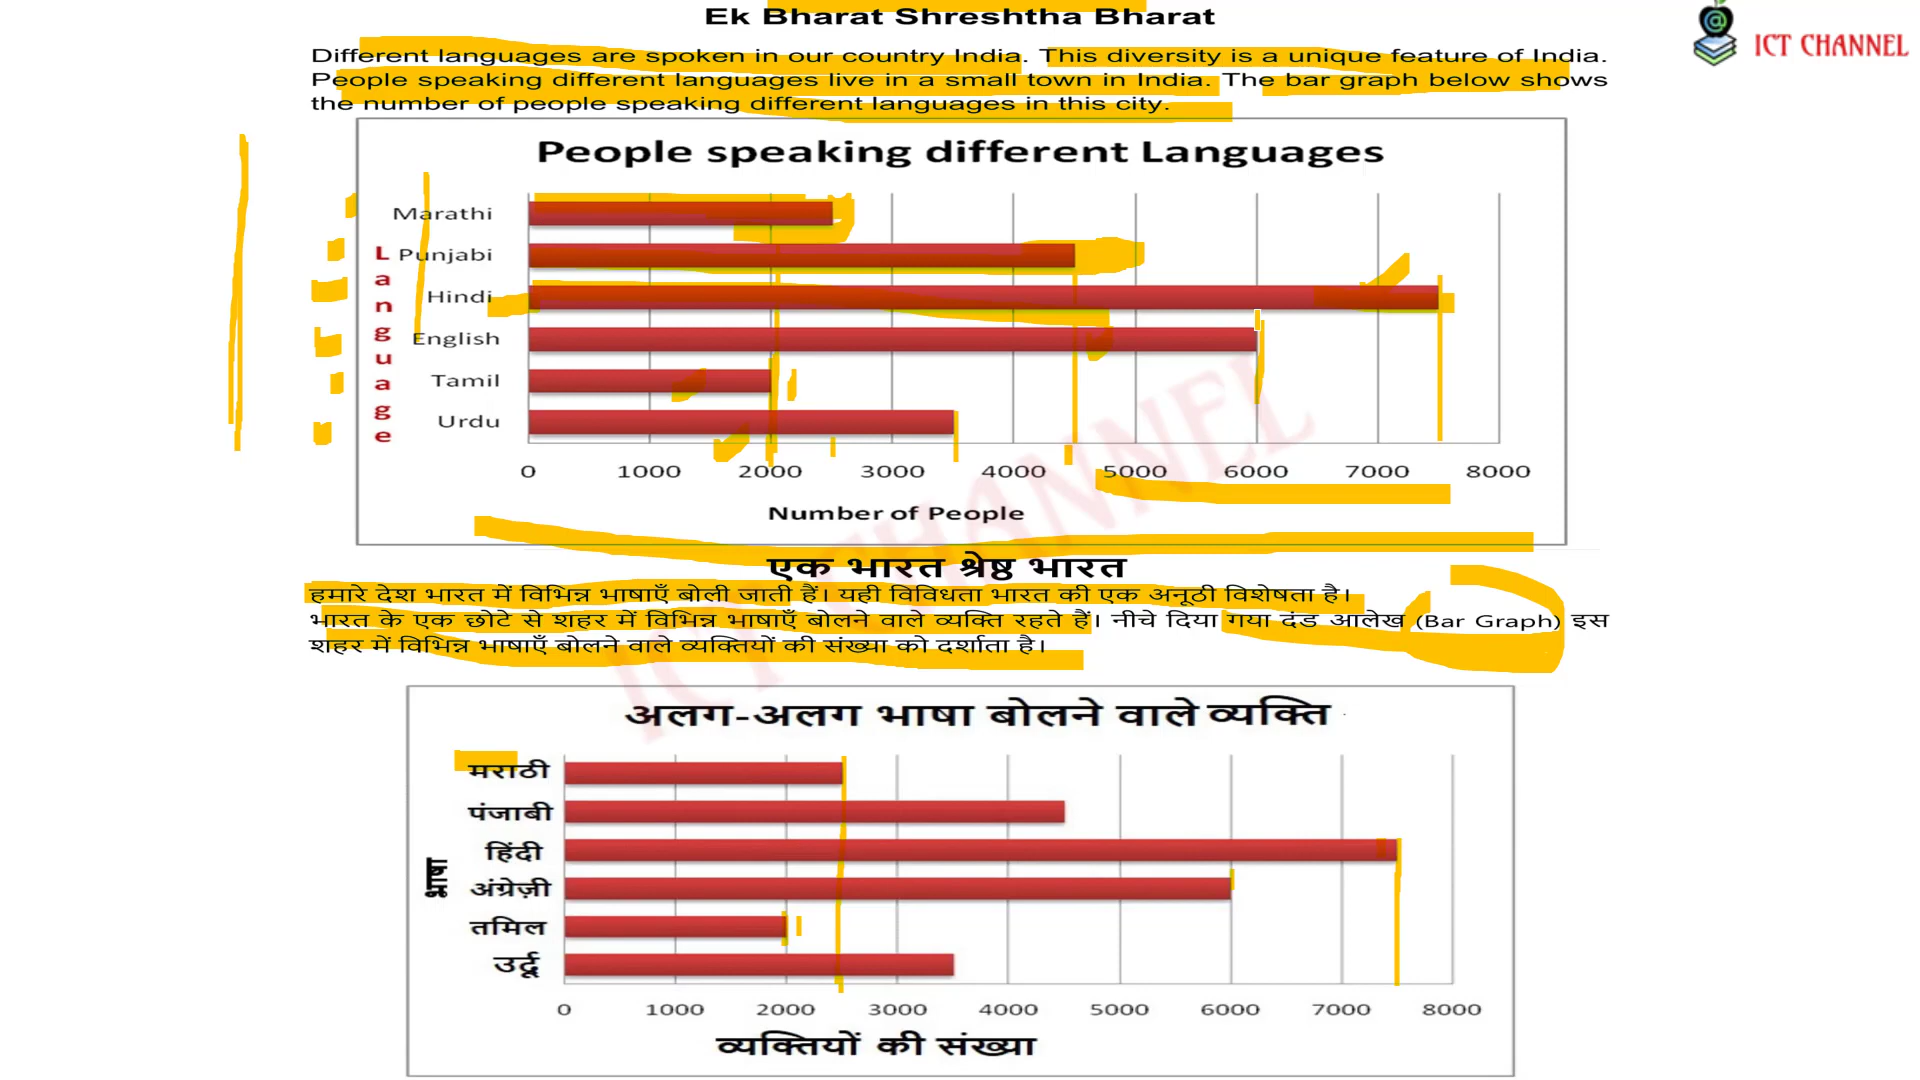 Ek Bharat Shreshtha Bharat
ICT CHANNEL
Different languages are spoken in our country India. This diversity is a unique feature of India.
People speaking different languages live in a small town in India. The bar graph below shows
the number of people speaking different languages in this city.
People speaking different Languages
Language
Marathi
Punjabi
Hindi
English
Tamil
Urdu
0 1000 2000 3000 4000 5000 6000 7000 8000
Number of People
ICT CHANNEL
एक भारत श्रेष्ठ भारत
हमारे देश भारत में विभिन्न भाषाएँ बोली जाती हैं। यही विविधता भारत की एक अनूठी विशेषता है।
भारत के एक छोटे से शहर में विभिन्न भाषाएँ बोलने वाले व्यक्ति रहते हैं। नीचे दिया गया दंड आलेख (Bar Graph) इस
शहर में विभिन्न भाषाएँ बोलने वाले व्यक्तियों की संख्या को दर्शाता है।
अलग-अलग भाषा बोलने वाले व्यक्ति
भाषा
मराठी
पंजाबी
हिंदी
अंग्रेज़ी
तमिल
उर्दू
0 1000 2000 3000 4000 5000 6000 7000 8000
व्यक्तियों की संख्या